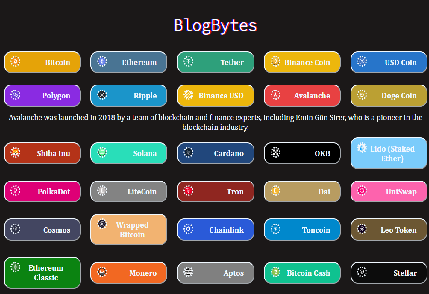 BlogBytes
Bitcoin
Ethereum
Tether
Binance Coin
USD Coin
Polygon
Ripple
Binance USD
Avalanche
Doge Coin
Avalanche was launched in 2018 by a team of blockchain and finance experts, including Emin Gün Sirer, who is a pioneer in the
blockchain industry
Shiba Inu
Solana
Cardano
OKB
Lido (Staked
Ether)
PolkaDot
LiteCoin
Tron
Dai
UniSwap
Cosmos
Wrapped
Bitcoin
Chainlink
Toncoin
Leo Token
Ethereum
Classic
Monero
Aptos
Bitcoin Cash
Stellar